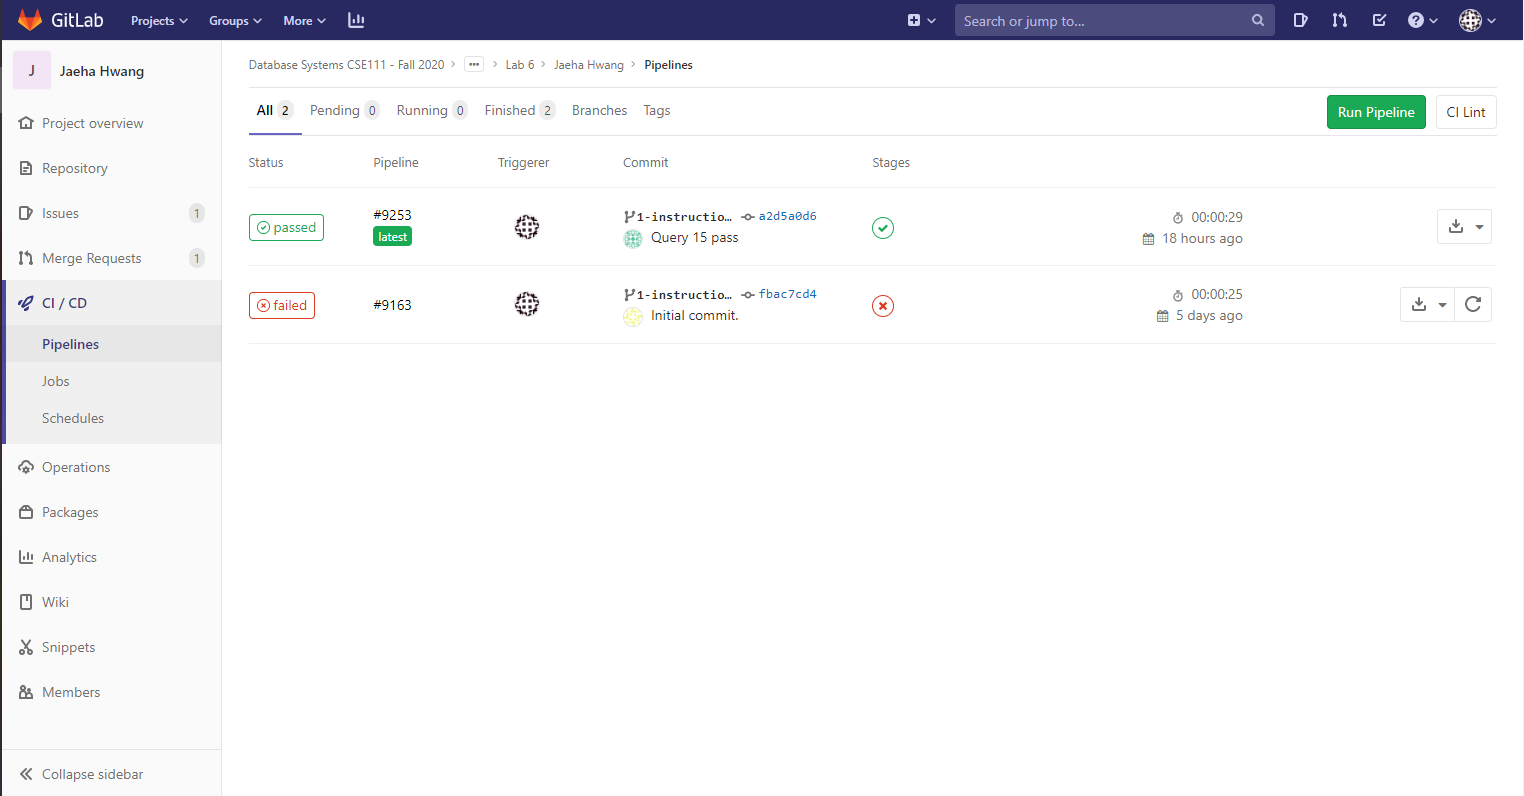 GitLab Projects Groups More Search or jump to...
J Jaeha Hwang
Project overview
Repository
Issues 1
Merge Requests 1
CI / CD
Pipelines
Jobs
Schedules
Operations
Packages
Analytics
Wiki
Snippets
Members
Collapse sidebar
Database Systems CSE111 - Fall 2020 > ... > Lab 6 > Jaeha Hwang > Pipelines
All 2 Pending 0 Running 0 Finished 2 Branches Tags Run Pipeline CI Lint
Status Pipeline Triggerer Commit Stages
passed #9253 1-instructio... a2d5a0d6 00:00:29
latest Query 15 pass 18 hours ago
failed #9163 1-instructio... fbac7cd4 00:00:25
Initial commit. 5 days ago